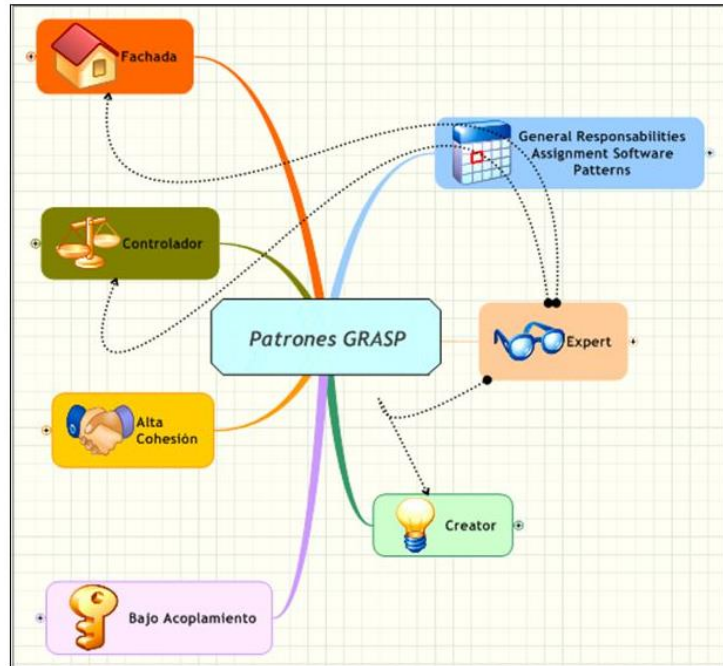 Fachada
General Responsabilities
Assignment Software
Patterns
Controlador
Patrones GRASP
Expert
Alta
Cohesión
Creator
Bajo Acoplamiento